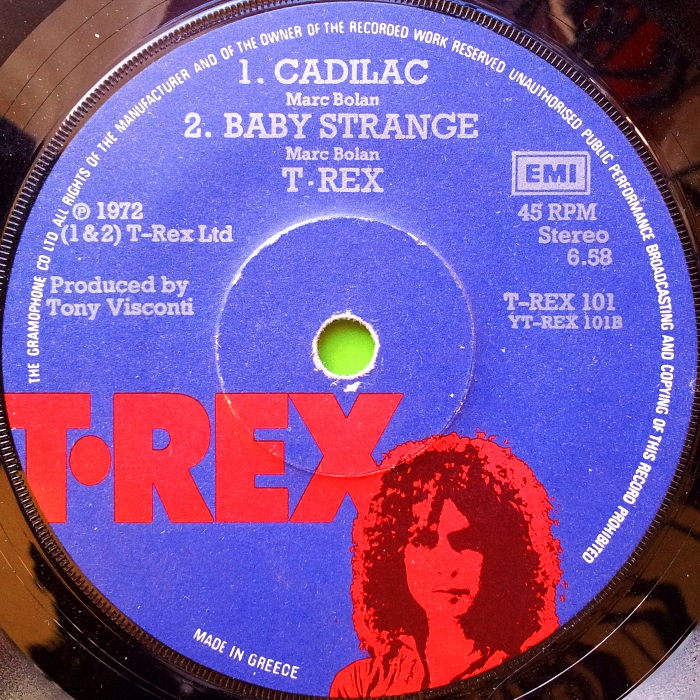 THE GRAMOPHONE CO LTD ALL RIGHTS OF THE MANUFACTURER AND OF THE OWNER OF THE RECORDED WORK RESERVED UNAUTHORISED PUBLIC PERFORMANCE BROADCASTING AND COPYING OF THIS RECORD PROHIBITED
1. CADILAC
Marc Bolan
2. BABY STRANGE
Marc Bolan
T·REX
EMI
℗ 1972
(1 & 2) T-Rex Ltd
45 RPM
Stereo
6.58
Produced by
Tony Visconti
T-REX 101
YT-REX 101B
T·REX
MADE IN GREECE